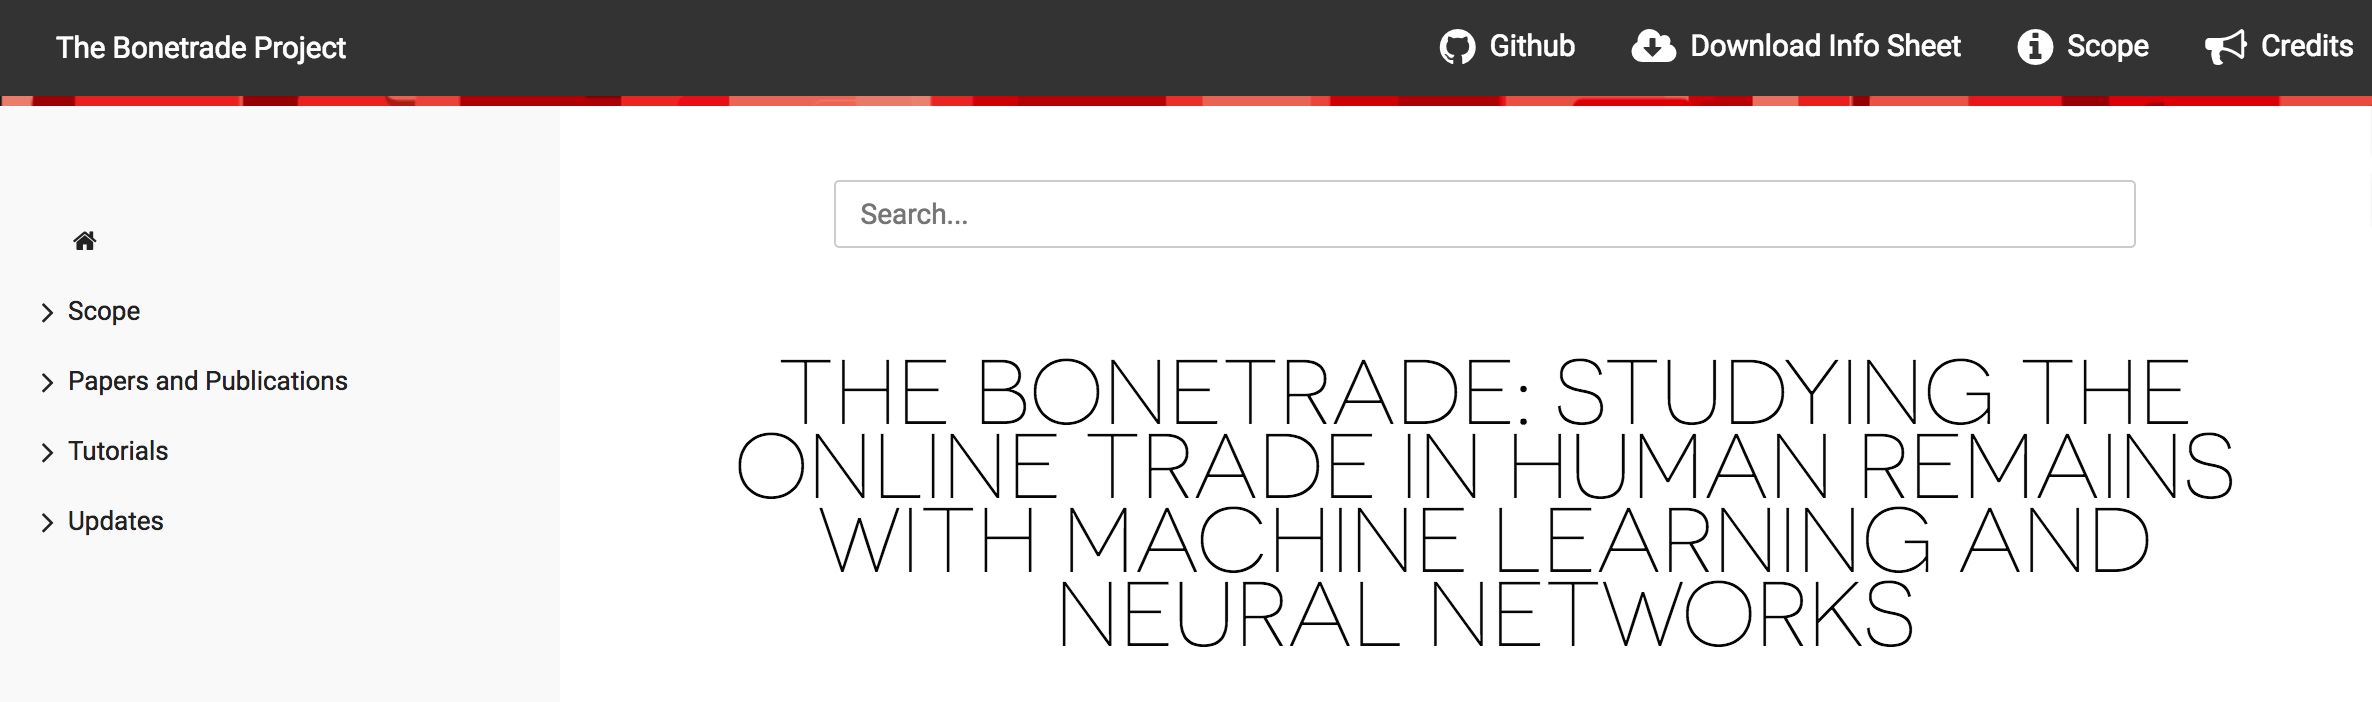 The Bonetrade Project
Github
Download Info Sheet
Scope
Credits
Search...
Scope
Papers and Publications
Tutorials
Updates
THE BONETRADE: STUDYING THE
ONLINE TRADE IN HUMAN REMAINS
WITH MACHINE LEARNING AND
NEURAL NETWORKS